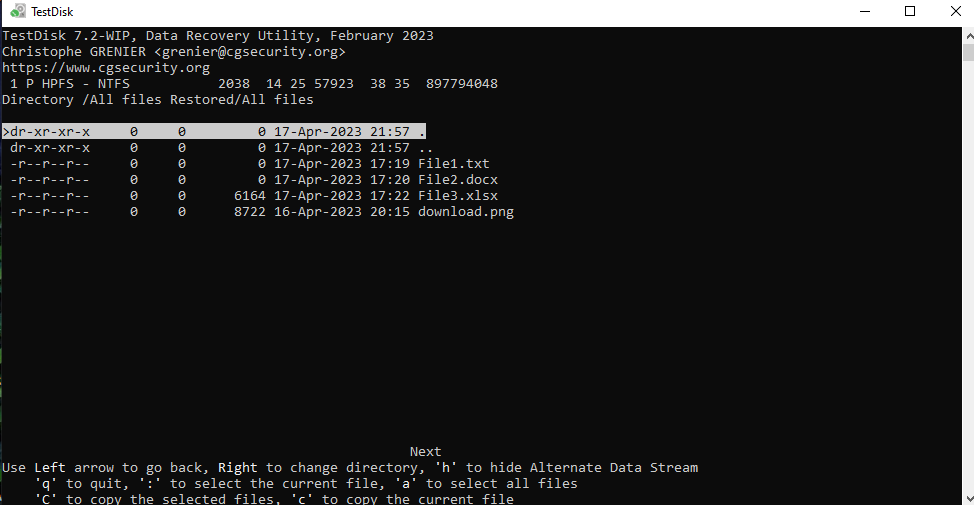 TestDisk
TestDisk 7.2-WIP, Data Recovery Utility, February 2023
Christophe GRENIER <grenier@cgsecurity.org>
https://www.cgsecurity.org
 1 P HPFS - NTFS           2038  14 25 57923  38 35  897794048
Directory /All files Restored/All files
>dr-xr-xr-x     0     0         0 17-Apr-2023 21:57 .
 dr-xr-xr-x     0     0         0 17-Apr-2023 21:57 ..
 -r--r--r--     0     0         0 17-Apr-2023 17:19 File1.txt
 -r--r--r--     0     0         0 17-Apr-2023 17:20 File2.docx
 -r--r--r--     0     0      6164 17-Apr-2023 17:22 File3.xlsx
 -r--r--r--     0     0      8722 16-Apr-2023 20:15 download.png
Next
Use Left arrow to go back, Right to change directory, 'h' to hide Alternate Data Stream
    'q' to quit, ':' to select the current file, 'a' to select all files
    'C' to copy the selected files, 'c' to copy the current file